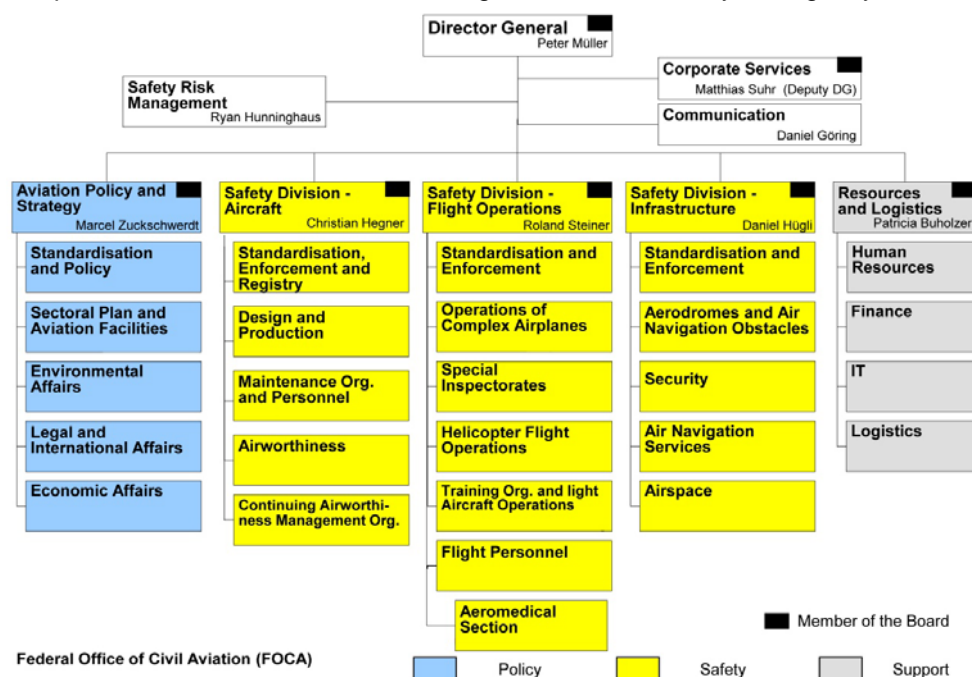 Director General
Peter Müller
Corporate Services
Matthias Suhr (Deputy DG)
Safety Risk
Management
Ryan Hunninghaus
Communication
Daniel Göring
Aviation Policy and
Strategy
Marcel Zuckschwerdt
Standardisation
and Policy
Sectoral Plan and
Aviation Facilities
Environmental
Affairs
Legal and
International Affairs
Economic Affairs
Safety Division -
Aircraft
Christian Hegner
Standardisation,
Enforcement and
Registry
Design and
Production
Maintenance Org.
and Personnel
Airworthiness
Continuing Airworthi-
ness Management Org.
Safety Division -
Flight Operations
Roland Steiner
Standardisation and
Enforcement
Operations of
Complex Airplanes
Special
Inspectorates
Helicopter Flight
Operations
Training Org. and light
Aircraft Operations
Flight Personnel
Aeromedical
Section
Safety Division -
Infrastructure
Daniel Hügli
Standardisation and
Enforcement
Aerodromes and Air
Navigation Obstacles
Security
Air Navigation
Services
Airspace
Resources
and Logistics
Patricia Buholzer
Human
Resources
Finance
IT
Logistics
Member of the Board
Federal Office of Civil Aviation (FOCA)
Policy
Safety
Support